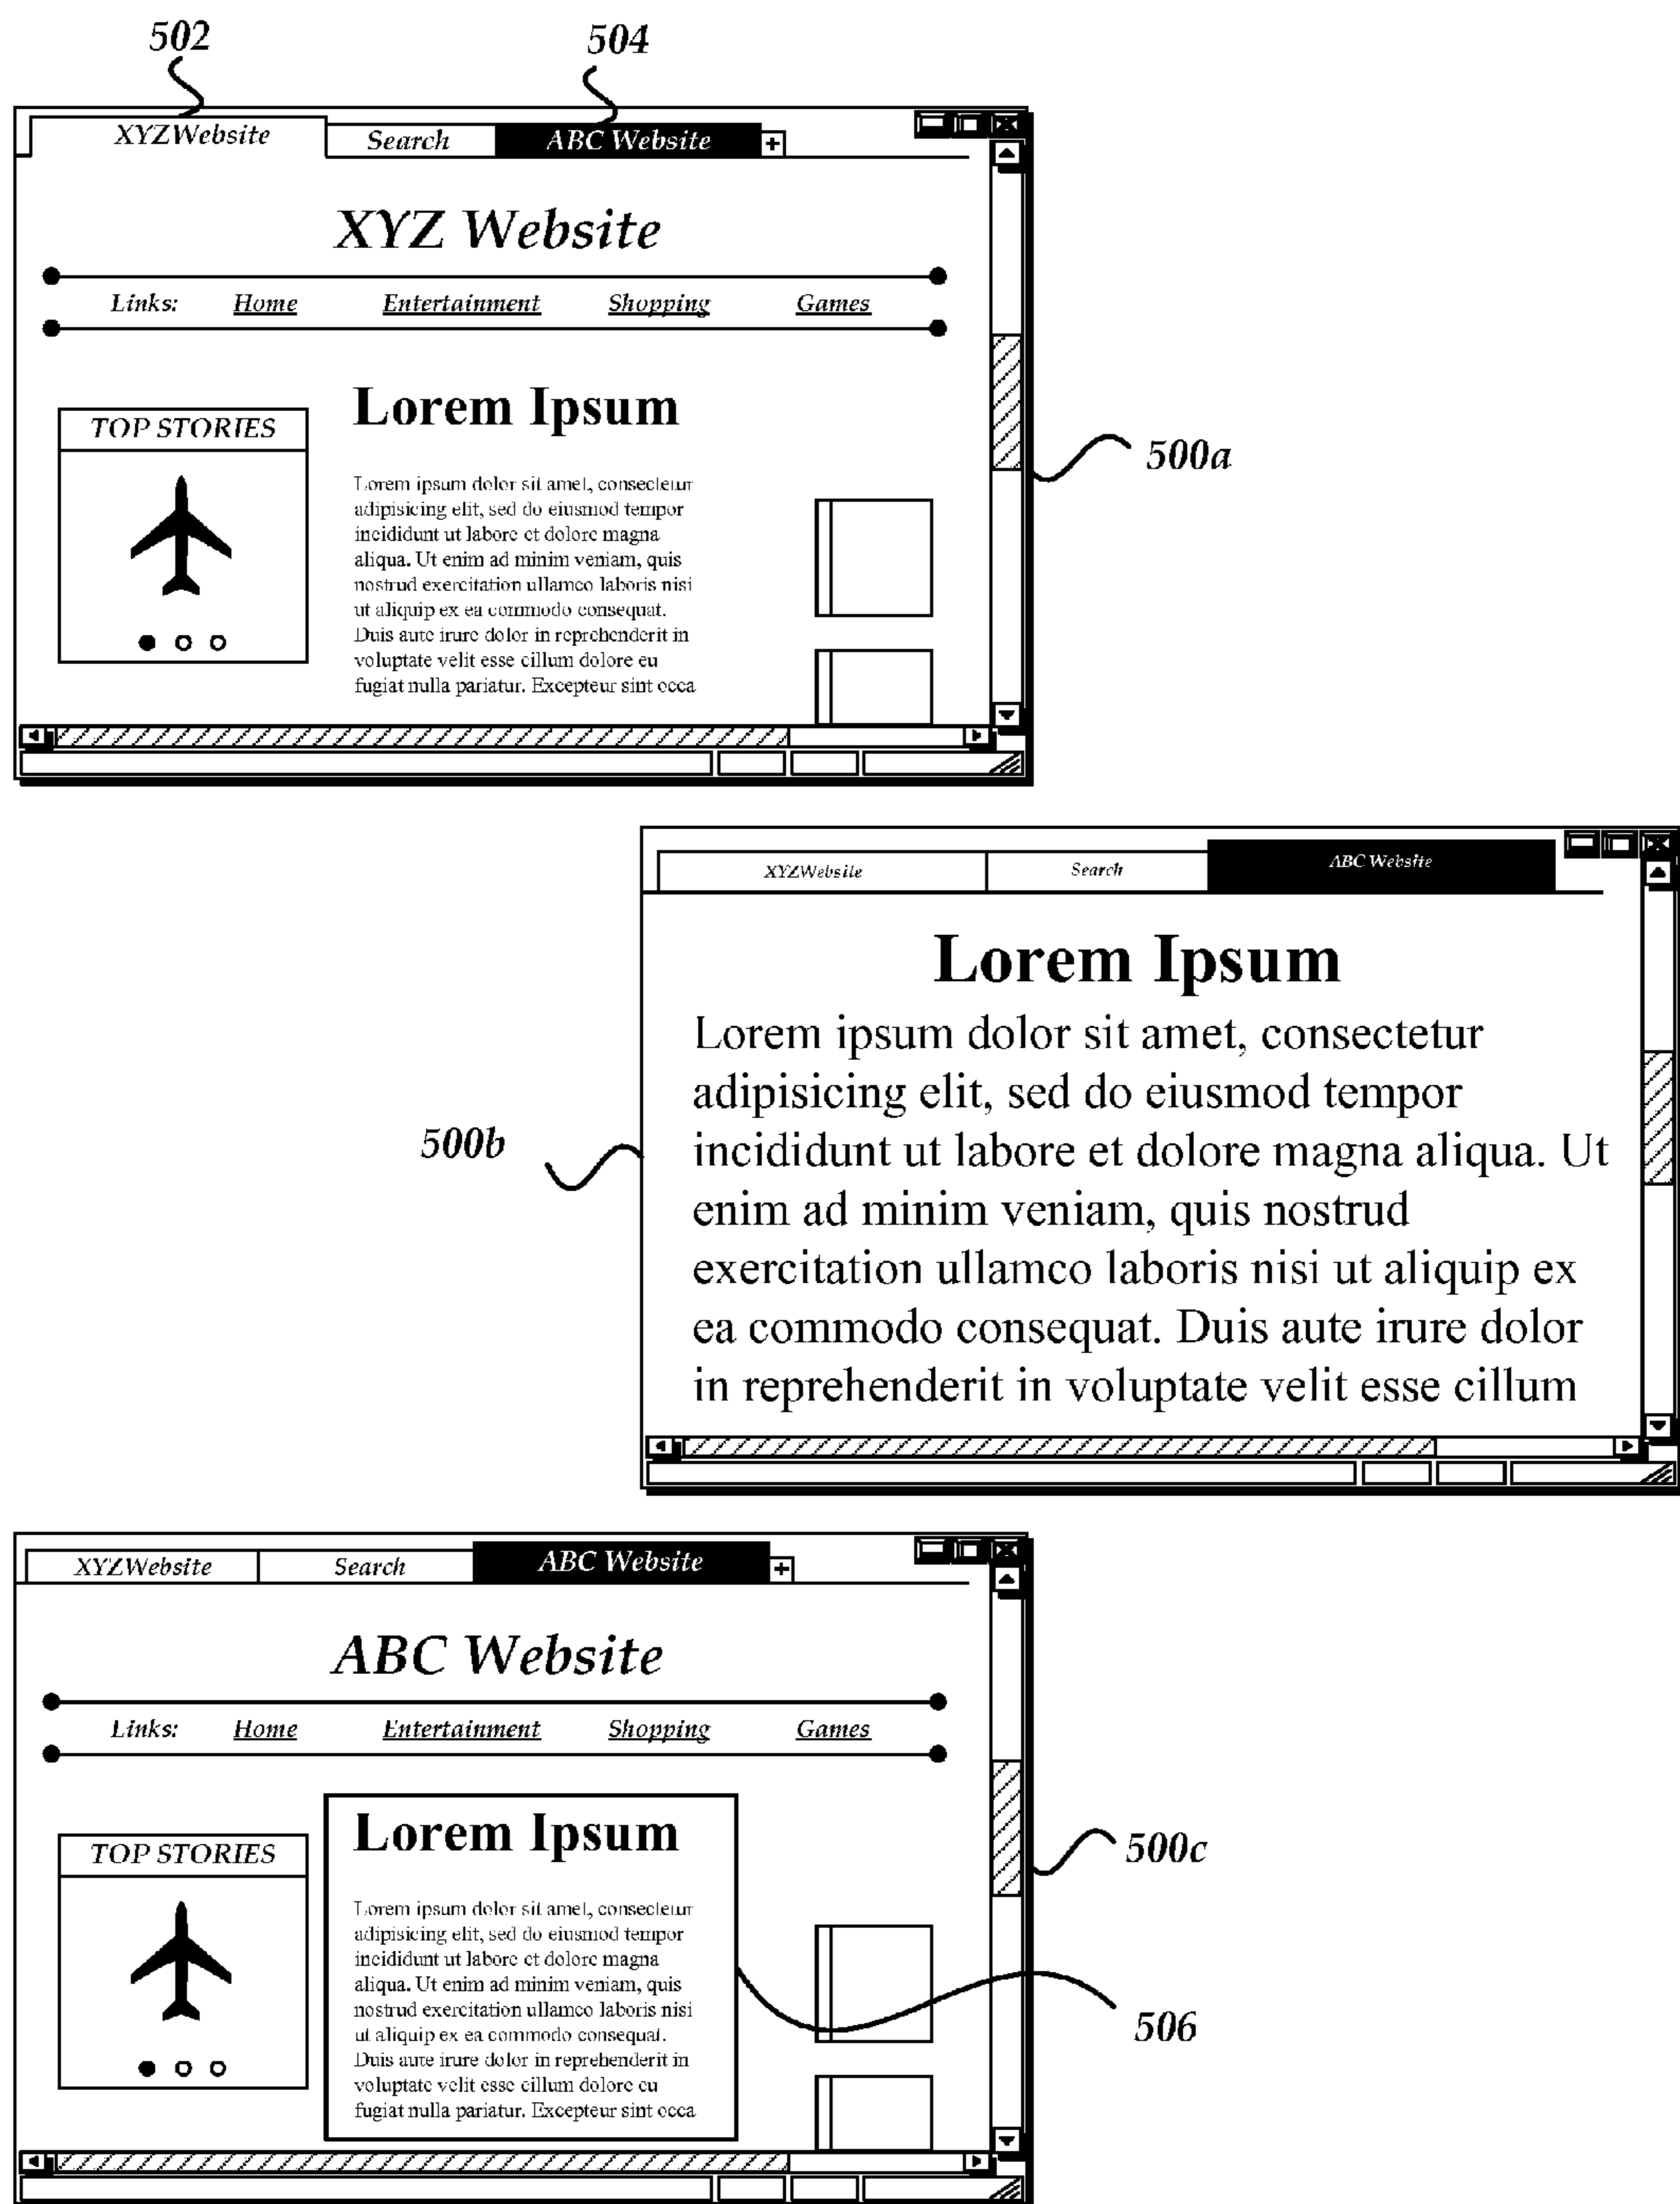 502
504
XYZWebsite Search ABC Website +
XYZ Website
Links: Home Entertainment Shopping Games
TOP STORIES
Lorem Ipsum
Lorem ipsum dolor sit amet, consectetur
adipisicing elit, sed do eiusmod tempor
incididunt ut labore et dolore magna
aliqua. Ut enim ad minim veniam, quis
nostrud exercitation ullamco laboris nisi
ut aliquip ex ea commodo consequat.
Duis aute irure dolor in reprehenderit in
voluptate velit esse cillum dolore eu
fugiat nulla pariatur. Excepteur sint occa
500a
XYZWebsite Search ABC Website
Lorem Ipsum
Lorem ipsum dolor sit amet, consectetur
adipisicing elit, sed do eiusmod tempor
incididunt ut labore et dolore magna aliqua. Ut
enim ad minim veniam, quis nostrud
exercitation ullamco laboris nisi ut aliquip ex
ea commodo consequat. Duis aute irure dolor
in reprehenderit in voluptate velit esse cillum
500b
XYZWebsite Search ABC Website +
ABC Website
Links: Home Entertainment Shopping Games
TOP STORIES
Lorem Ipsum
Lorem ipsum dolor sit amet, consectetur
adipisicing elit, sed do eiusmod tempor
incididunt ut labore et dolore magna
aliqua. Ut enim ad minim veniam, quis
nostrud exercitation ullamco laboris nisi
ut aliquip ex ea commodo consequat.
Duis aute irure dolor in reprehenderit in
voluptate velit esse cillum dolore eu
fugiat nulla pariatur. Excepteur sint occa
500c
506